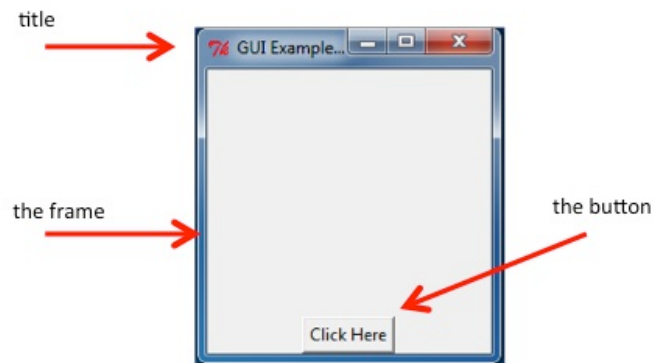 title
GUI Example...
the frame
the button
Click Here